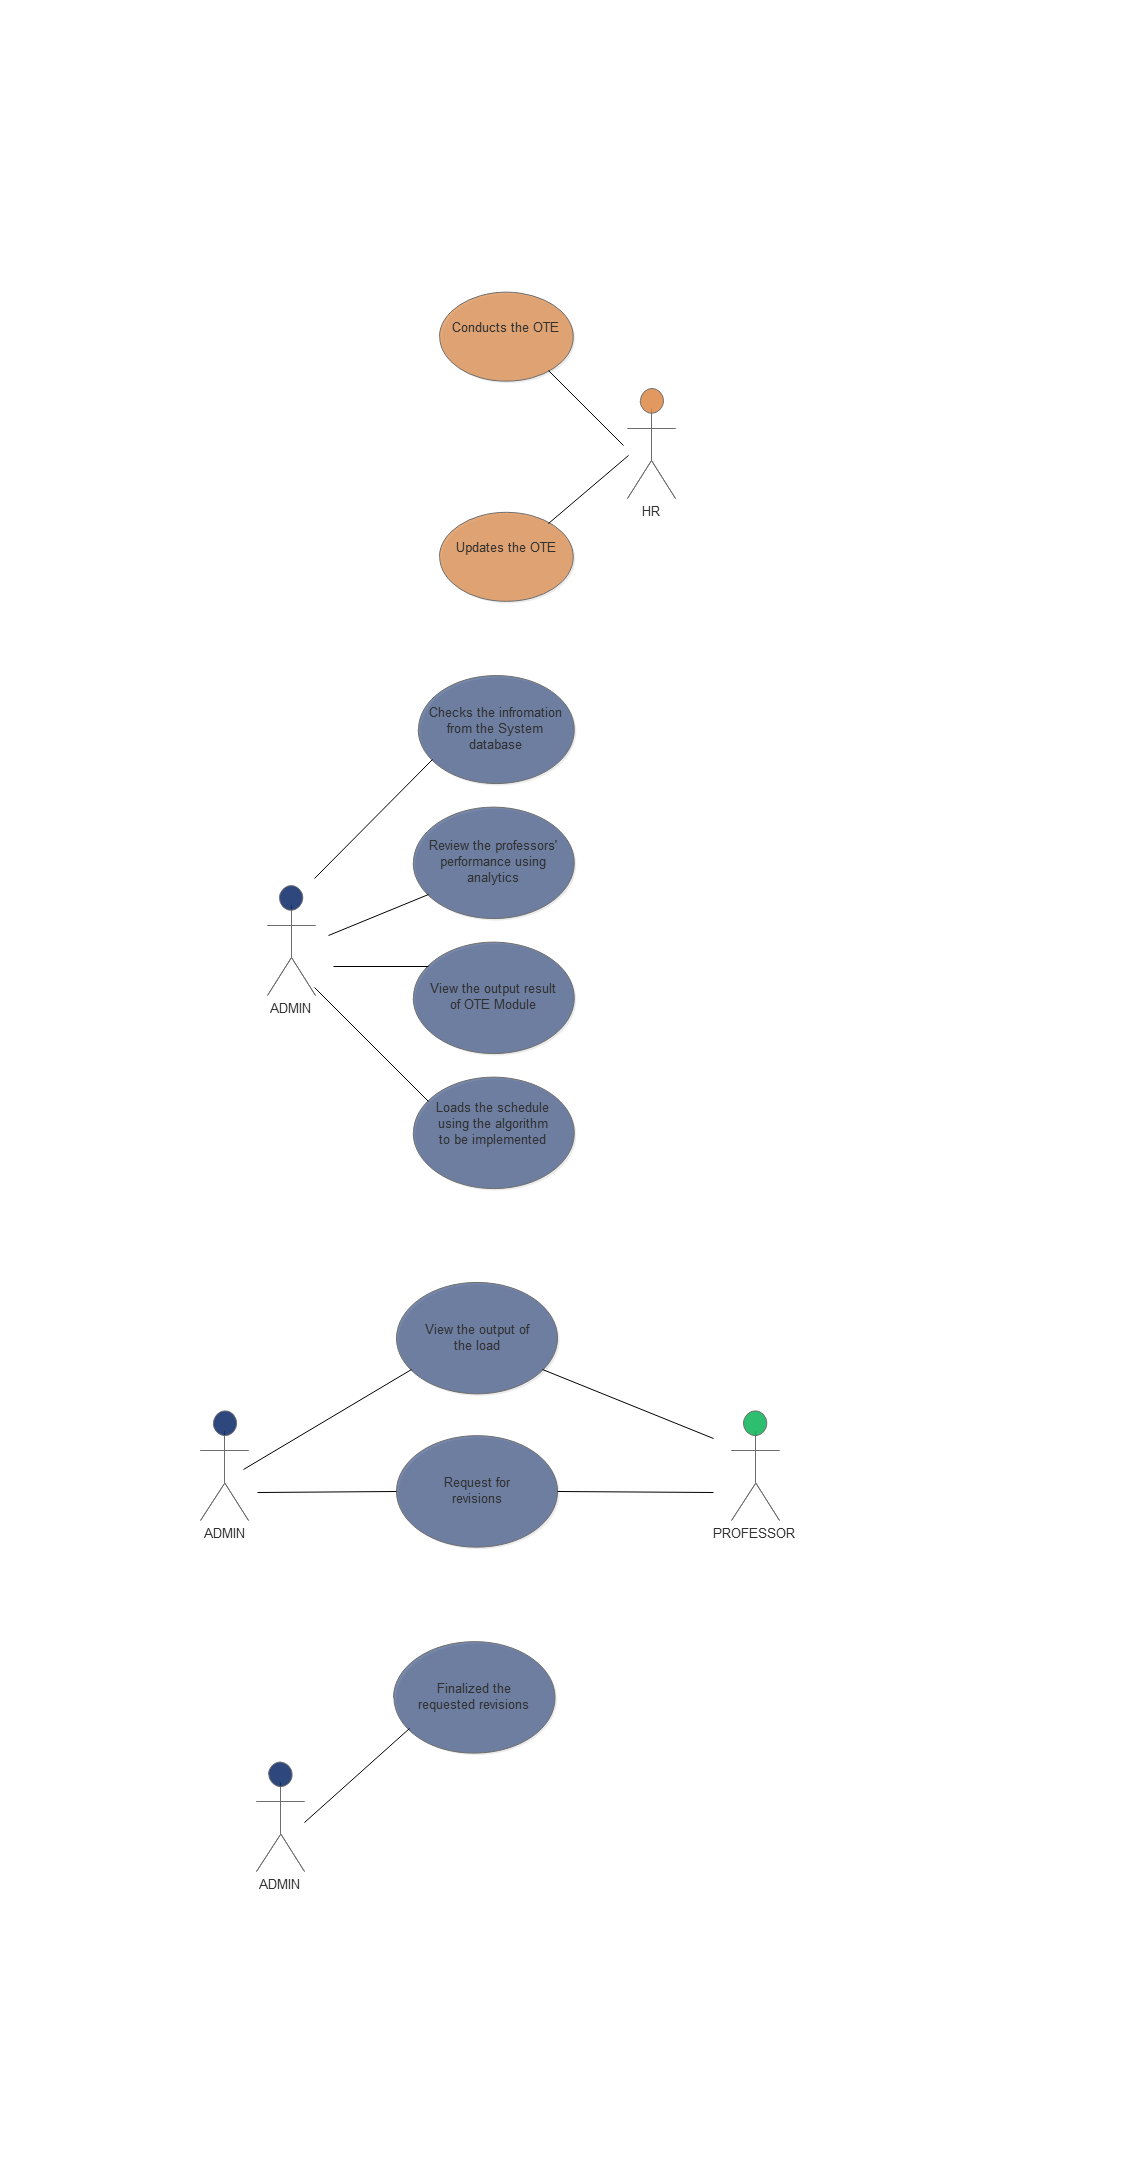 Conducts the OTE
HR
Updates the OTE
Checks the infromation
from the System
database
Review the professors'
performance using
analytics
ADMIN
View the output result
of OTE Module
Loads the schedule
using the algorithm
to be implemented
View the output of
the load
Request for
revisions
ADMIN
PROFESSOR
Finalized the
requested revisions
ADMIN